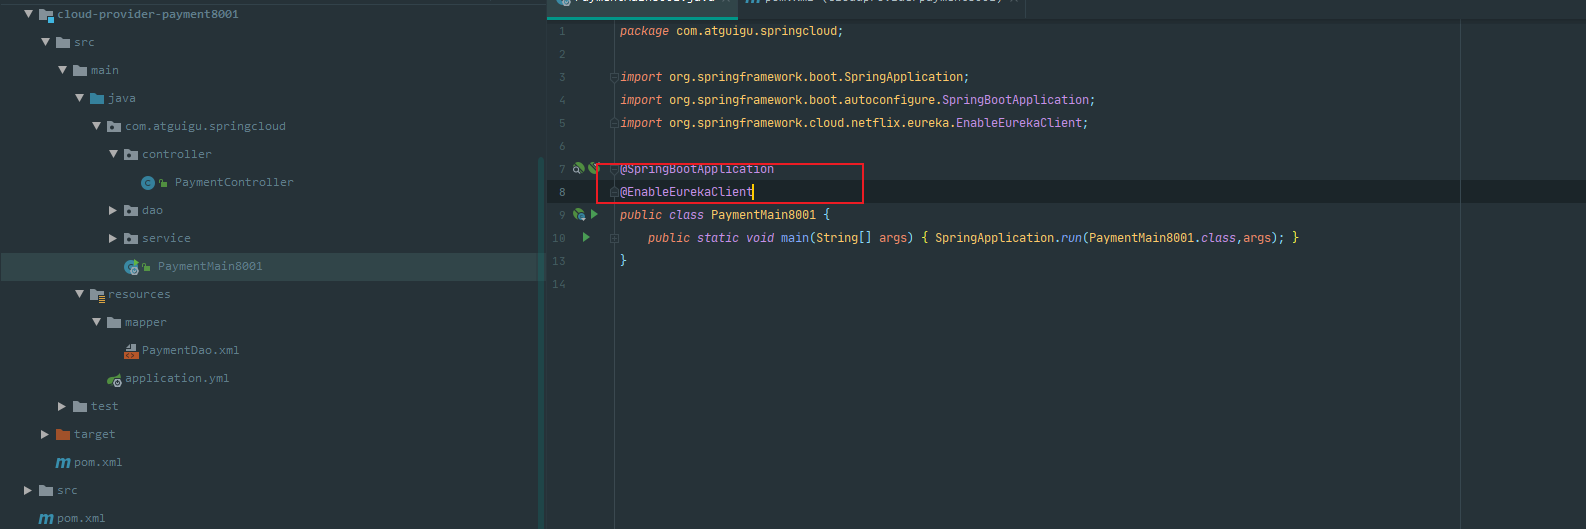 cloud-provider-payment8001
src
main
java
com.atguigu.springcloud
controller
PaymentController
dao
service
PaymentMain8001
resources
mapper
PaymentDao.xml
application.yml
test
target
pom.xml
src
pom.xml
1 package com.atguigu.springcloud;
2
3 import org.springframework.boot.SpringApplication;
4 import org.springframework.boot.autoconfigure.SpringBootApplication;
5 import org.springframework.cloud.netflix.eureka.EnableEurekaClient;
6
7 @SpringBootApplication
8 @EnableEurekaClient
9 public class PaymentMain8001 {
10 public static void main(String[] args) { SpringApplication.run(PaymentMain8001.class,args); }
13 }
14